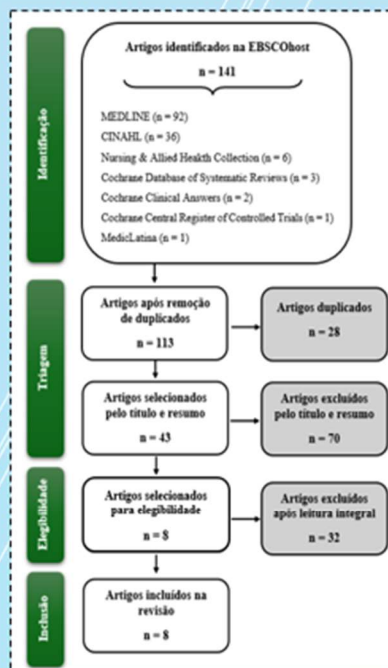 Identificação
Artigos identificados na EBSCOhost
n = 141
MEDLINE (n = 92)
CINAHL (n = 36)
Nursing & Allied Heakth Collection (n = 6)
Cochrane Database of Systematic Reviews (n = 3)
Cochrane Clinical Answers (n = 2)
Cochrane Central Register of Controlled Trials (n = 1)
MedicLatina (n = 1)
Triagem
Artigos após remoção
de duplicados
n = 113
Artigos duplicados
n = 28
Artigos selecionados
pelo título e resumo
n = 43
Artigos excluídos
pelo título e resumo
n = 70
Elegibilidade
Artigos selecionados
para elegibilidade
n = 8
Artigos excluídos
após leitura integral
n = 32
Inclusão
Artigos incluídos na
revisão
n = 8